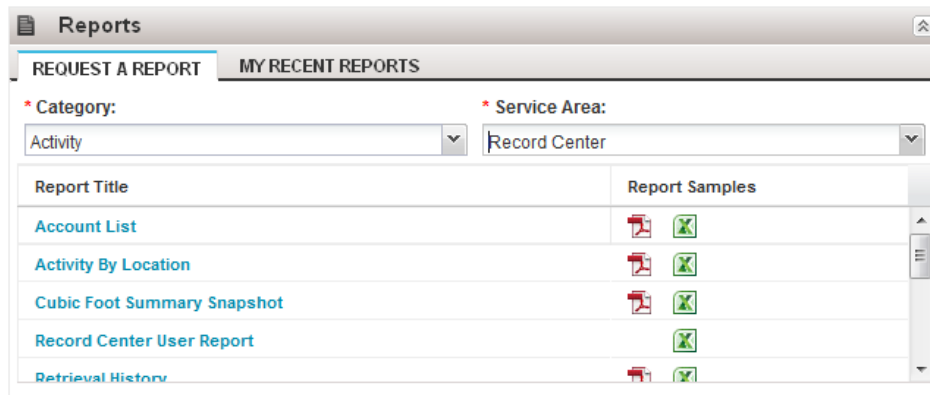 Reports
REQUEST A REPORT MY RECENT REPORTS
* Category: * Service Area:
Activity Record Center
Report Title Report Samples
Account List
Activity By Location
Cubic Foot Summary Snapshot
Record Center User Report
Retrieval History